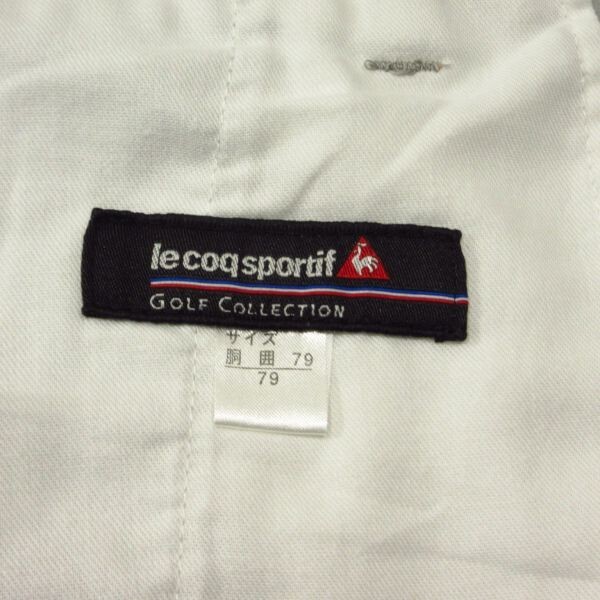 le coq sportif
GOLF COLLECTION
サイズ
胴囲 79
79